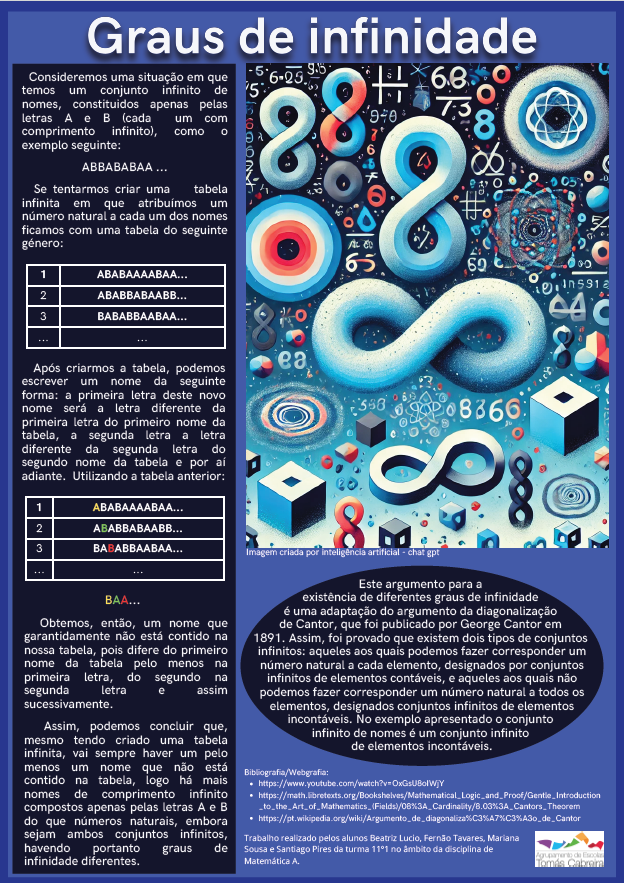 Graus de infinidade
Consideremos uma situação em que
temos um conjunto infinito de
nomes, constituidos apenas pelas
letras A e B (cada um com
comprimento infinito), como o
exemplo seguinte:
ABBABABAA ...
Se tentarmos criar uma tabela
infinita em que atribuímos um
número natural a cada um dos nomes
ficamos com uma tabela do seguinte
género:
1 ABABAAAABAA...
2 ABABBABAABB...
3 BABABBAABAA...
... ...
Após criarmos a tabela, podemos
escrever um nome da seguinte
forma: a primeira letra deste novo
nome será a letra diferente da
primeira letra do primeiro nome da
tabela, a segunda letra a letra
diferente da segunda letra do
segundo nome da tabela e por aí
adiante. Utilizando a tabela anterior:
1 ABABAAAABAA...
2 ABABBABAABB...
3 BABABBAABAA...
... ...
BAA...
Obtemos, então, um nome que
garantidamente não está contido na
nossa tabela, pois difere do primeiro
nome da tabela pelo menos na
primeira letra, do segundo na
segunda letra e assim
sucessivamente.
Assim, podemos concluir que,
mesmo tendo criado uma tabela
infinita, vai sempre haver um pelo
menos um nome que não está
contido na tabela, logo há mais
nomes de comprimento infinito
compostos apenas pelas letras A e B
do que números naturais, embora
sejam ambos conjuntos infinitos,
havendo portanto graus de
infinidade diferentes.
Imagem criada por inteligência artificial - chat gpt
Este argumento para a
existência de diferentes graus de infinidade
é uma adaptação do argumento da diagonalização
de Cantor, que foi publicado por George Cantor em
1891. Assim, foi provado que existem dois tipos de conjuntos
infinitos: aqueles aos quais podemos fazer corresponder um
número natural a cada elemento, designados por conjuntos
infinitos de elementos contáveis, e aqueles aos quais não
podemos fazer corresponder um número natural a todos os
elementos, designados conjuntos infinitos de elementos
incontáveis. No exemplo apresentado o conjunto
infinito de nomes é um conjunto infinito
de elementos incontáveis.
Bibliografia/Webgrafia:
• https://www.youtube.com/watch?v=OxGsU8oIWjY
• https://math.libretexts.org/Bookshelves/Mathematical_Logic_and_Proof/Gentle_Introduction
_to_the_Art_of_Mathematics_(Fields)/08%3A_Cardinality/8.03%3A_Cantors_Theorem
• https://pt.wikipedia.org/wiki/Argumento_de_diagonaliza%C3%A7%C3%A3o_de_Cantor
Trabalho realizado pelos alunos Beatriz Lucio, Fernão Tavares, Mariana
Sousa e Santiago Pires da turma 11º1 no âmbito da disciplina de
Matemática A.
Agrupamento de Escolas
Tomás Cabreira